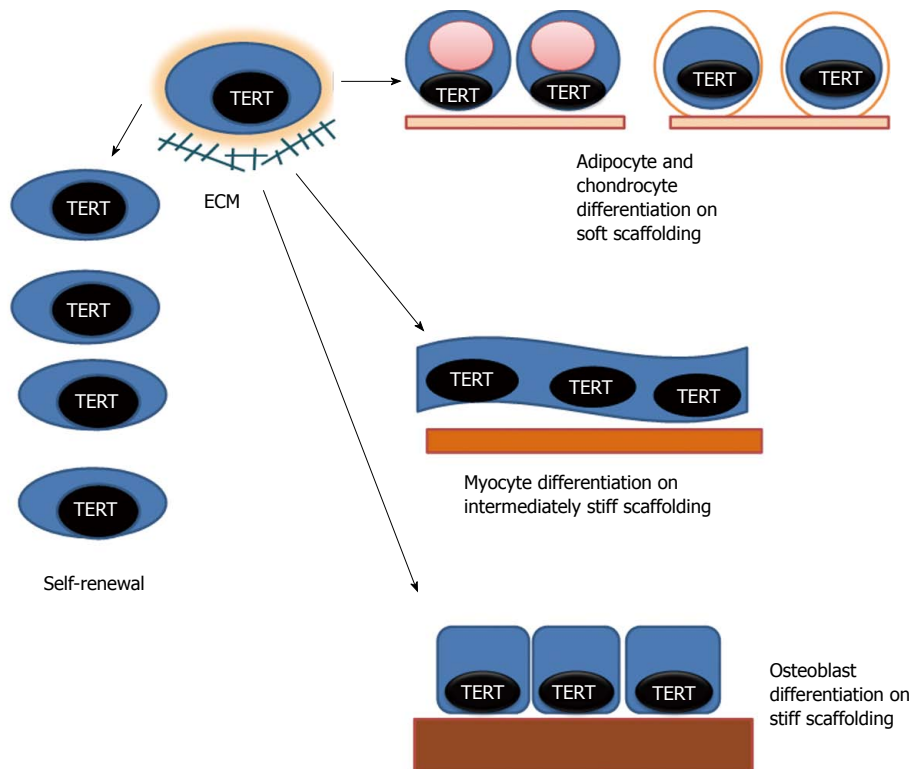 TERT
TERT
TERT
TERT
TERT
ECM
Adipocyte and
chondrocyte
differentiation on
soft scaffolding
TERT
TERT
TERT
TERT
Self-renewal
TERT
TERT
TERT
Myocyte differentiation on
intermediately stiff scaffolding
TERT
TERT
TERT
Osteoblast
differentiation on
stiff scaffolding